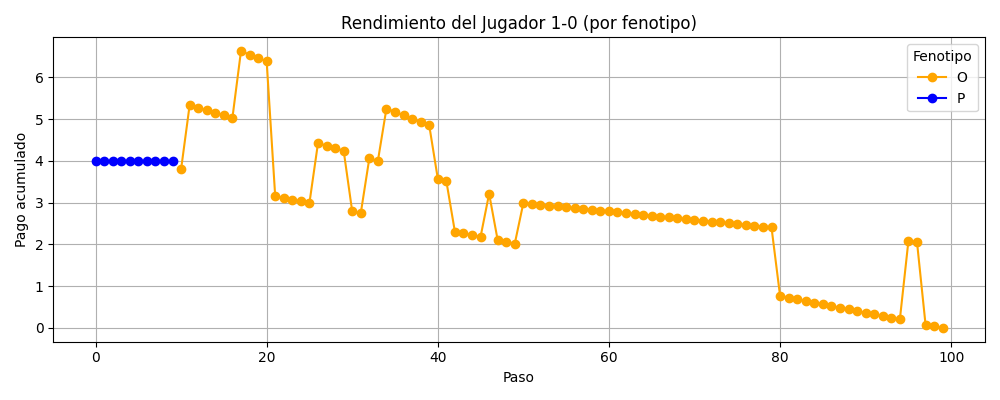 Rendimiento del Jugador 1-0 (por fenotipo)
Pago acumulado
6
5
4
3
2
1
0
0 20 40 60 80 100
Paso
Fenotipo
O
P